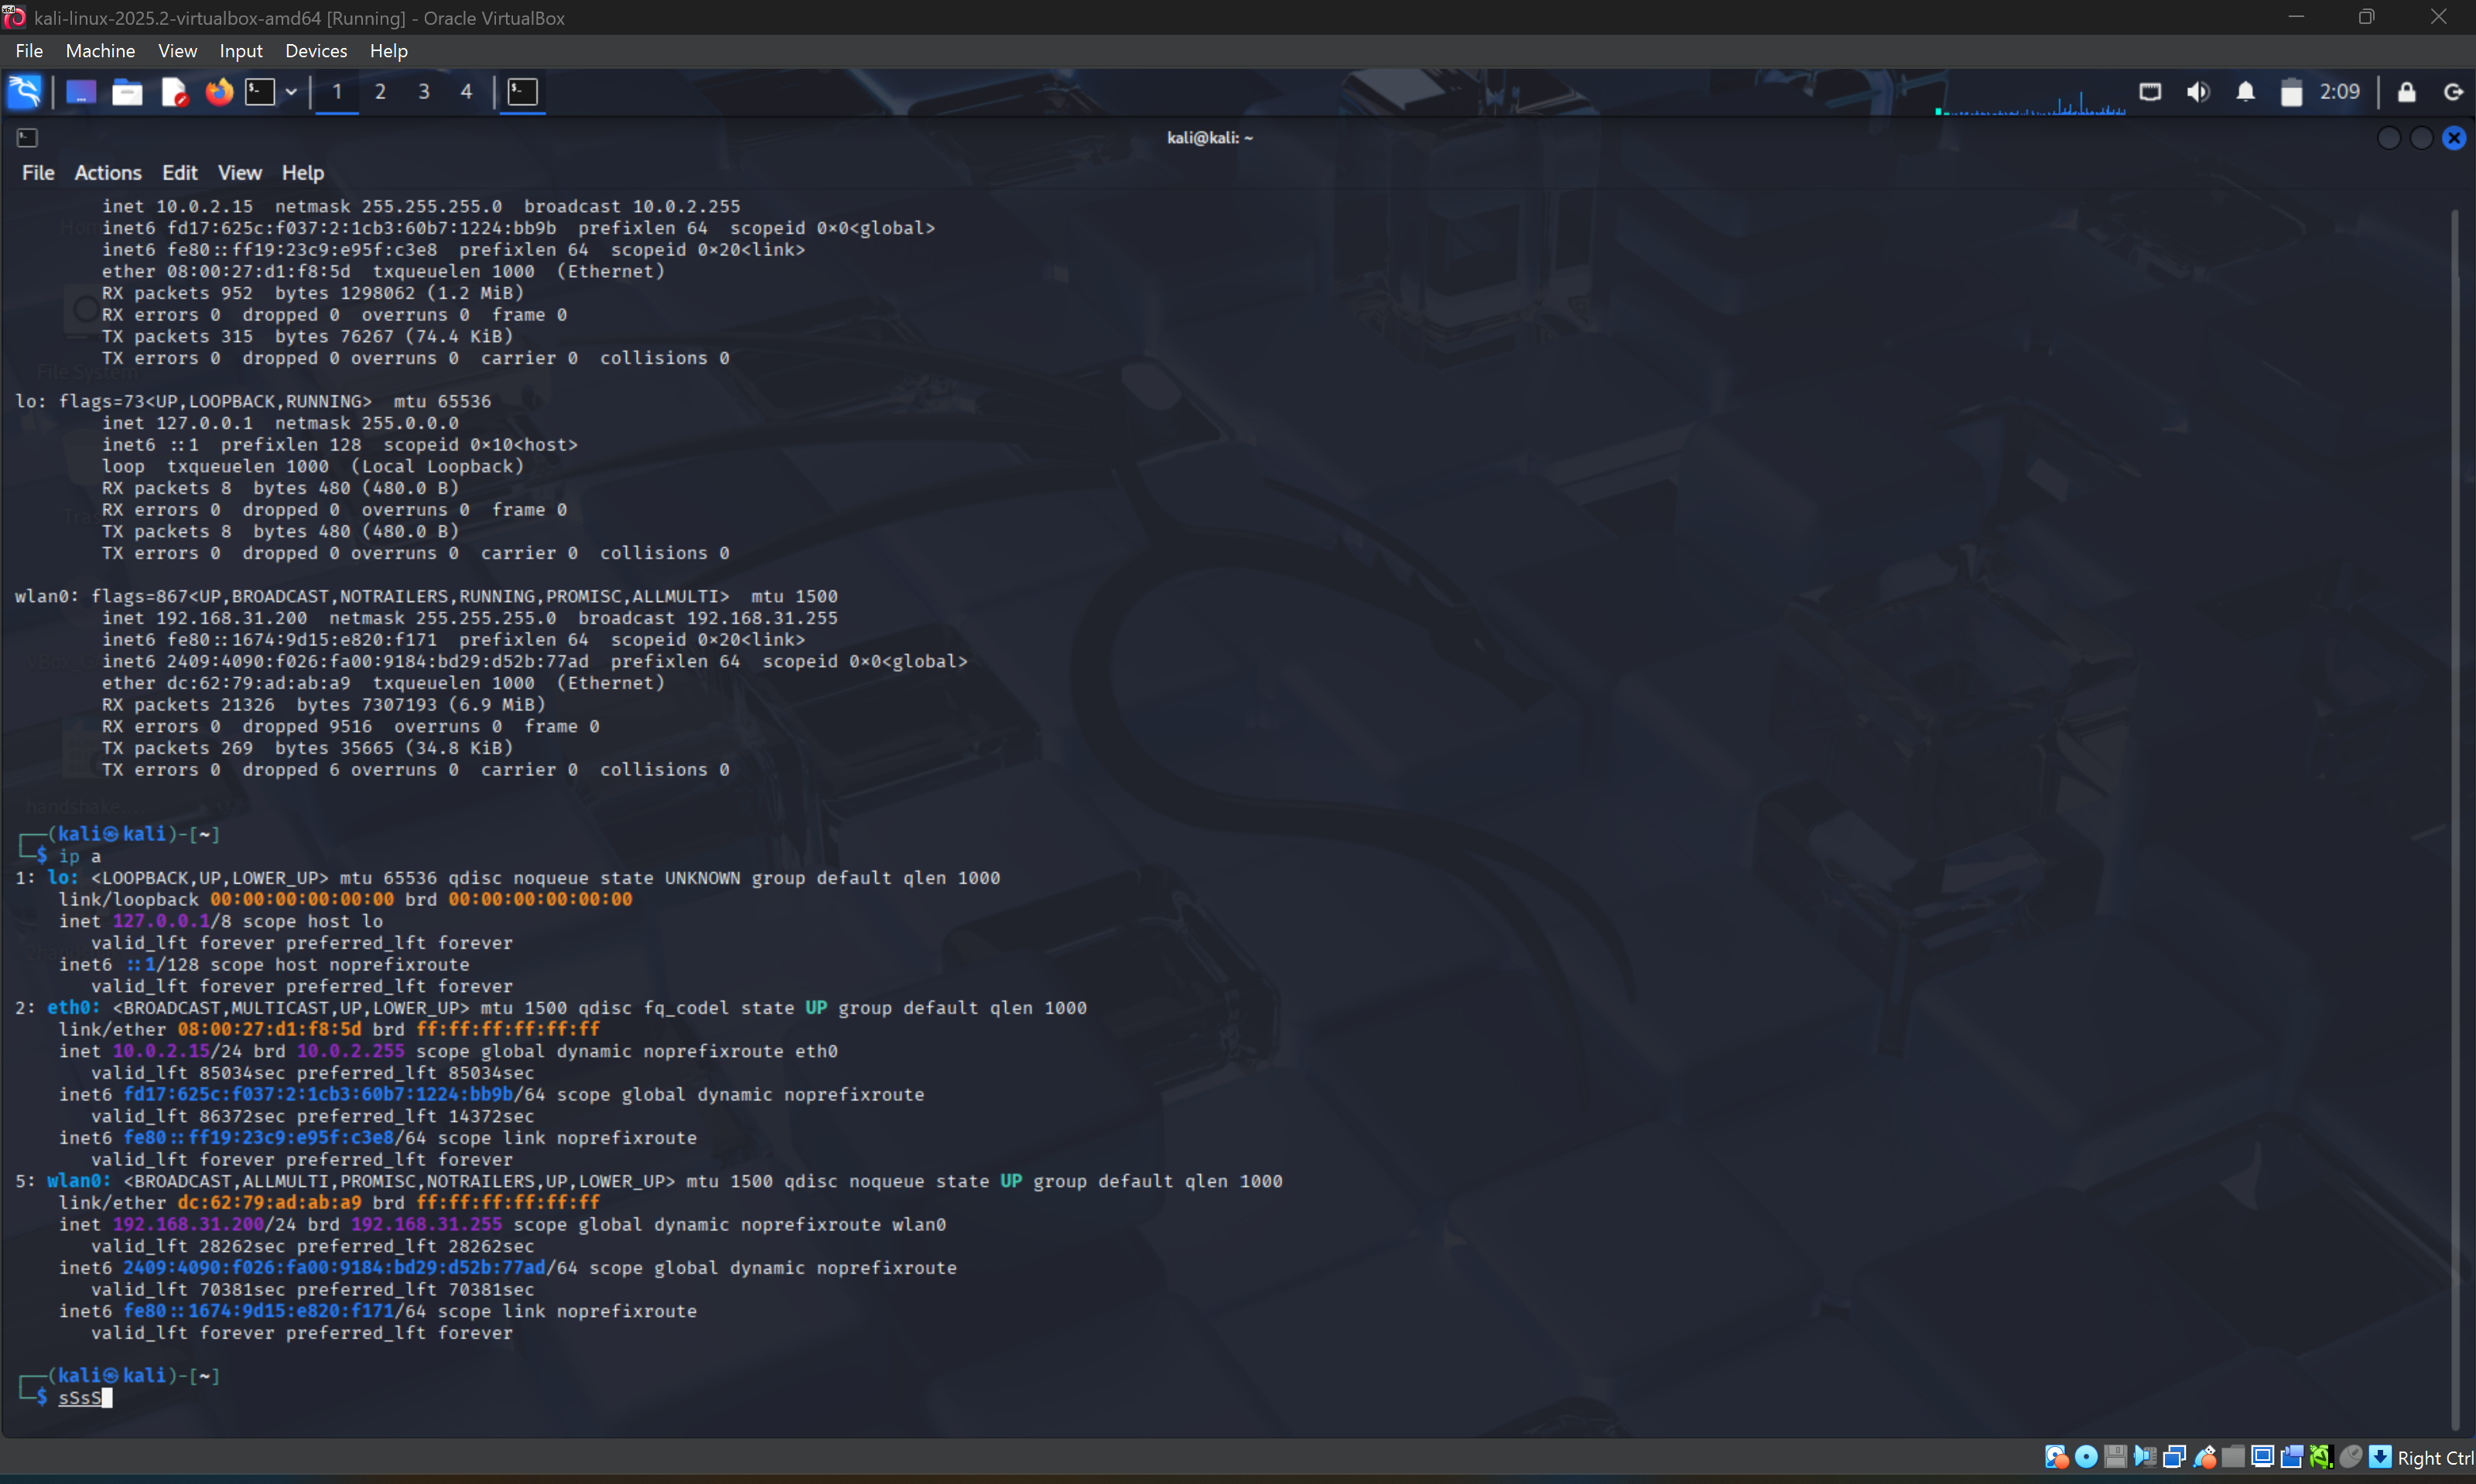 kali-linux-2025.2-virtualbox-amd64 [Running] - Oracle VirtualBox
File Machine View Input Devices Help
1 2 3 4 2:09
kali@kali: ~
File Actions Edit View Help
inet 10.0.2.15 netmask 255.255.255.0 broadcast 10.0.2.255
inet6 fd17:625c:f037:2:1cb3:60b7:1224:bb9b prefixlen 64 scopeid 0×0<global>
inet6 fe80::ff19:23c9:e95f:c3e8 prefixlen 64 scopeid 0×20<link>
ether 08:00:27:d1:f8:5d txqueuelen 1000 (Ethernet)
RX packets 952 bytes 1298062 (1.2 MiB)
RX errors 0 dropped 0 overruns 0 frame 0
TX packets 315 bytes 76267 (74.4 KiB)
TX errors 0 dropped 0 overruns 0 carrier 0 collisions 0
File System
lo: flags=73<UP,LOOPBACK,RUNNING> mtu 65536
inet 127.0.0.1 netmask 255.0.0.0
inet6 ::1 prefixlen 128 scopeid 0×10<host>
loop txqueuelen 1000 (Local Loopback)
RX packets 8 bytes 480 (480.0 B)
RX errors 0 dropped 0 overruns 0 frame 0
TX packets 8 bytes 480 (480.0 B)
TX errors 0 dropped 0 overruns 0 carrier 0 collisions 0
wlan0: flags=867<UP,BROADCAST,NOTRAILERS,RUNNING,PROMISC,ALLMULTI> mtu 1500
inet 192.168.31.200 netmask 255.255.255.0 broadcast 192.168.31.255
inet6 fe80::1674:9d15:e820:f171 prefixlen 64 scopeid 0×20<link>
inet6 2409:4090:f026:fa00:9184:bd29:d52b:77ad prefixlen 64 scopeid 0×0<global>
ether dc:62:79:ad:ab:a9 txqueuelen 1000 (Ethernet)
RX packets 21326 bytes 7307193 (6.9 MiB)
RX errors 0 dropped 9516 overruns 0 frame 0
TX packets 269 bytes 35665 (34.8 KiB)
TX errors 0 dropped 6 overruns 0 carrier 0 collisions 0
handshake...
┌──(kali㉿kali)-[~]
└─$ ip a
1: lo: <LOOPBACK,UP,LOWER_UP> mtu 65536 qdisc noqueue state UNKNOWN group default qlen 1000
link/loopback 00:00:00:00:00:00 brd 00:00:00:00:00:00
inet 127.0.0.1/8 scope host lo
valid_lft forever preferred_lft forever
inet6 ::1/128 scope host noprefixroute
valid_lft forever preferred_lft forever
2: eth0: <BROADCAST,MULTICAST,UP,LOWER_UP> mtu 1500 qdisc fq_codel state UP group default qlen 1000
link/ether 08:00:27:d1:f8:5d brd ff:ff:ff:ff:ff:ff
inet 10.0.2.15/24 brd 10.0.2.255 scope global dynamic noprefixroute eth0
valid_lft 85034sec preferred_lft 85034sec
inet6 fd17:625c:f037:2:1cb3:60b7:1224:bb9b/64 scope global dynamic noprefixroute
valid_lft 86372sec preferred_lft 14372sec
inet6 fe80::ff19:23c9:e95f:c3e8/64 scope link noprefixroute
valid_lft forever preferred_lft forever
5: wlan0: <BROADCAST,ALLMULTI,PROMISC,NOTRAILERS,UP,LOWER_UP> mtu 1500 qdisc noqueue state UP group default qlen 1000
link/ether dc:62:79:ad:ab:a9 brd ff:ff:ff:ff:ff:ff
inet 192.168.31.200/24 brd 192.168.31.255 scope global dynamic noprefixroute wlan0
valid_lft 28262sec preferred_lft 28262sec
inet6 2409:4090:f026:fa00:9184:bd29:d52b:77ad/64 scope global dynamic noprefixroute
valid_lft 70381sec preferred_lft 70381sec
inet6 fe80::1674:9d15:e820:f171/64 scope link noprefixroute
valid_lft forever preferred_lft forever
┌──(kali㉿kali)-[~]
└─$ sSsS
Right Ctrl